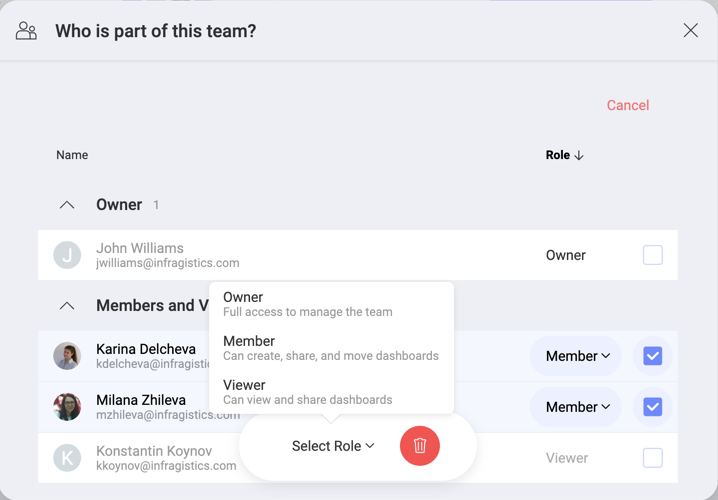 Who is part of this team?
Cancel
Name
Role
Owner 1
J
John Williams
jwilliams@infragistics.com
Owner
Members and V
Owner
Full access to manage the team
Member
Can create, share, and move dashboards
Viewer
Can view and share dashboards
Karina Delcheva
kdelcheva@infragisti
Member
Milana Zhileva
mzhileva@infragistics.com
Member
Select Role
K
Konstantin Koynov
kkoynov@infragistics.com
Viewer